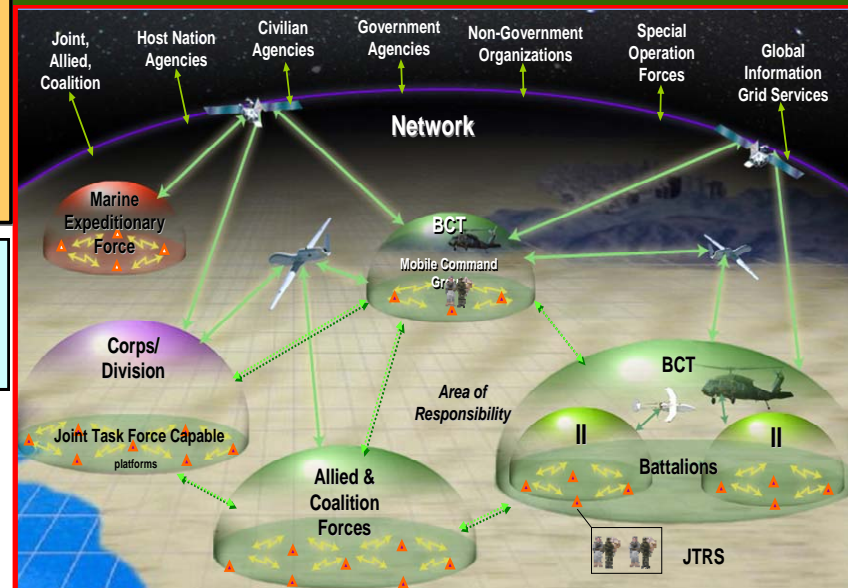 Joint,
Allied,
Coalition
Host Nation
Agencies
Civilian
Agencies
Government
Agencies
Non-Government
Organizations
Special
Operation
Forces
Global
Information
Grid Services
Network
Marine
Expeditionary
Force
BCT
Mobile Command
Corps/
Division
Joint Task Force Capable
platforms
Area of
Responsibility
Allied &
Coalition
Forces
BCT
II
II
Battalions
JTRS